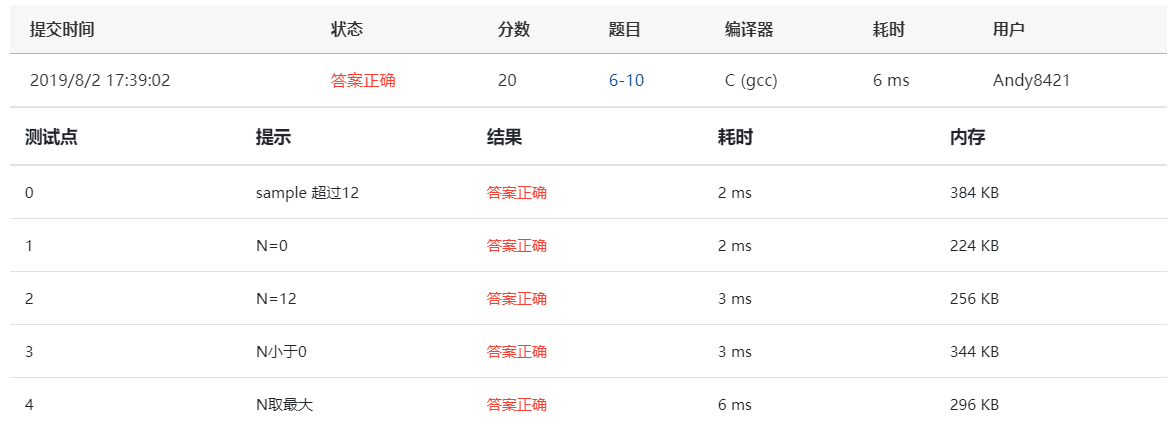 提交时间 状态 分数 题目 编译器 耗时 用户
2019/8/2 17:39:02 答案正确 20 6-10 C (gcc) 6 ms Andy8421
测试点 提示 结果 耗时 内存
0 sample 超过12 答案正确 2 ms 384 KB
1 N=0 答案正确 2 ms 224 KB
2 N=12 答案正确 3 ms 256 KB
3 N小于0 答案正确 3 ms 344 KB
4 N取最大 答案正确 6 ms 296 KB